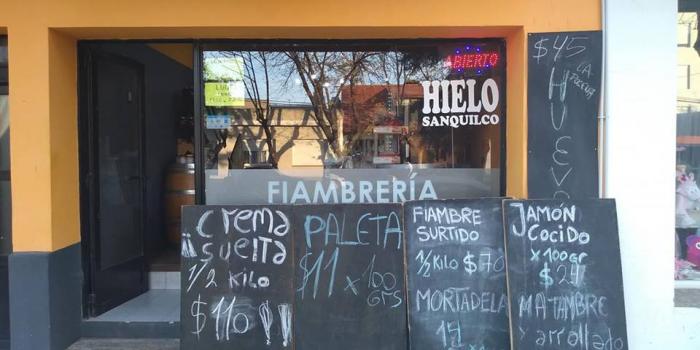 ABIERTO
HIELO
SANQUILCO
FIAMBRERÍA
$45
LA
HUEVO
crema
suelta
1/2 KILO
$110!!
PALETA
$11 x 100
GRS
FIAMBRE
SURTIDO
1/2 KILO $70
MORTADELA
JAMÓN
COCIDO
x 100 gr
MATAMBRE
y arrollado